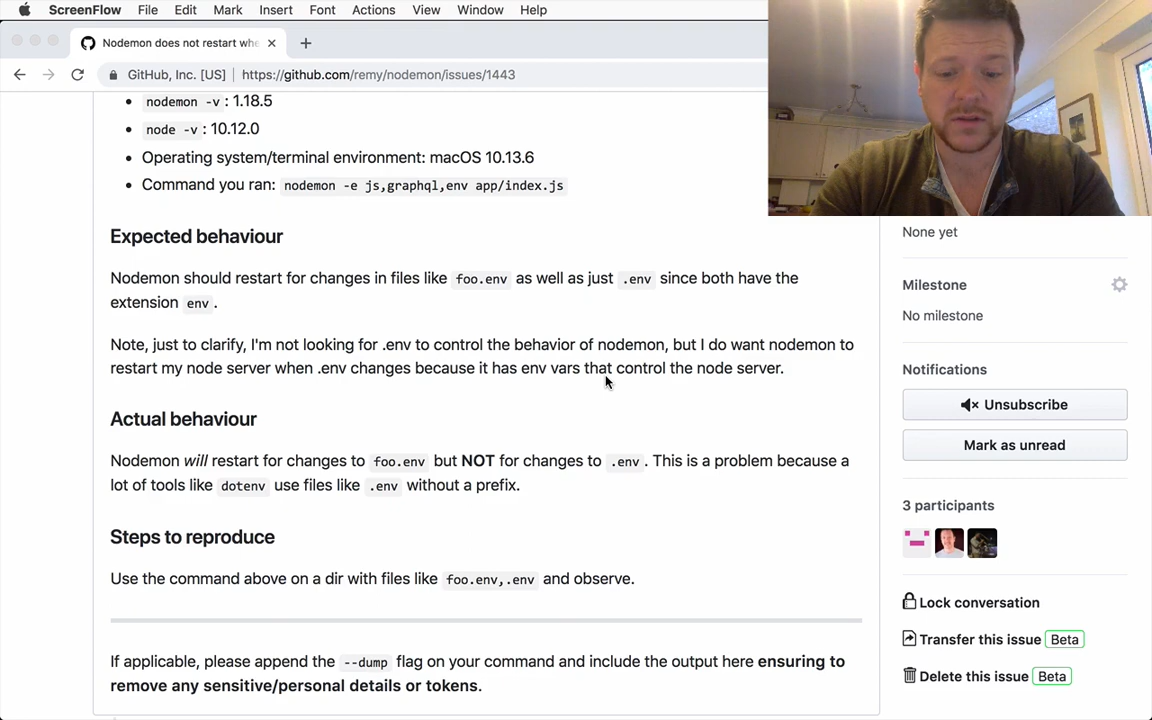 ScreenFlow File Edit Mark Insert Font Actions View Window Help
Nodemon does not restart whe
GitHub, Inc. [US] https://github.com/remy/nodemon/issues/1443
nodemon -v : 1.18.5
node -v : 10.12.0
Operating system/terminal environment: macOS 10.13.6
Command you ran: nodemon -e js,graphql,env app/index.js
Expected behaviour
Nodemon should restart for changes in files like foo.env as well as just .env since both have the
extension env .
Note, just to clarify, I'm not looking for .env to control the behavior of nodemon, but I do want nodemon to
restart my node server when .env changes because it has env vars that control the node server.
Actual behaviour
Nodemon will restart for changes to foo.env but NOT for changes to .env . This is a problem because a
lot of tools like dotenv use files like .env without a prefix.
Steps to reproduce
Use the command above on a dir with files like foo.env,.env and observe.
If applicable, please append the --dump flag on your command and include the output here ensuring to
remove any sensitive/personal details or tokens.
None yet
Milestone
No milestone
Notifications
Unsubscribe
Mark as unread
3 participants
Lock conversation
Transfer this issue Beta
Delete this issue Beta